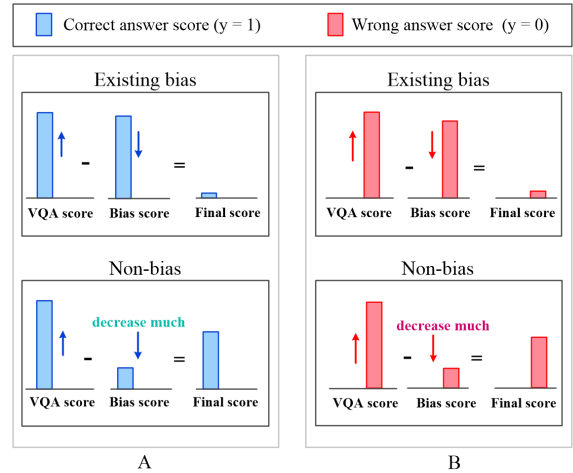 Correct answer score (y = 1)
Wrong answer score (y = 0)
Existing bias
- =
VQA score Bias score Final score
Non-bias
decrease much
- =
VQA score Bias score Final score
A
Existing bias
- =
VQA score Bias score Final score
Non-bias
decrease much
- =
VQA score Bias score Final score
B